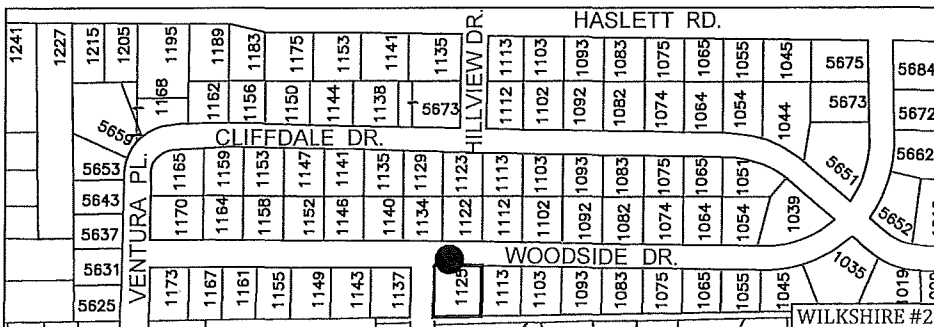 HASLETT RD.
1241 1227 1215 1205 1195 1189 1183 1175 1153 1141 1135 HILLVIEW DR. 1113 1103 1093 1083 1075 1065 1055 1045 5675 5684
1168 1162 1156 1150 1144 1138 5673 1112 1102 1092 1082 1074 1064 1054 1044 5673 5672
5659 CLIFFDALE DR. 5662
5653 1165 1159 1153 1147 1141 1135 1129 1123 1113 1103 1093 1083 1075 1065 1051 5651
5643 VENTURA PL. 1170 1164 1158 1152 1146 1140 1134 1122 1112 1102 1092 1082 1074 1064 1054 1039 5652
5637
WOODSIDE DR.
5631 1173 1167 1161 1155 1149 1143 1137 1125 1113 1103 1093 1083 1075 1065 1055 1045 1035 1019
5625
WILKSHIRE #2